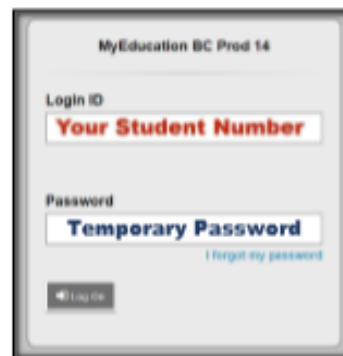 MyEducation BC Prod 14
Login ID
Your Student Number
Password
Temporary Password
I forgot my password
Log On